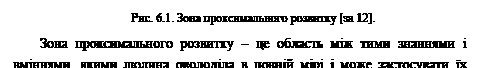 Рис. 6.1. Зона проксимального розвитку [за 12].
Зона проксимального розвитку – це область між тими знаннями і
вміннями, якими людина оволоділа в повній мірі і може застосувати їх